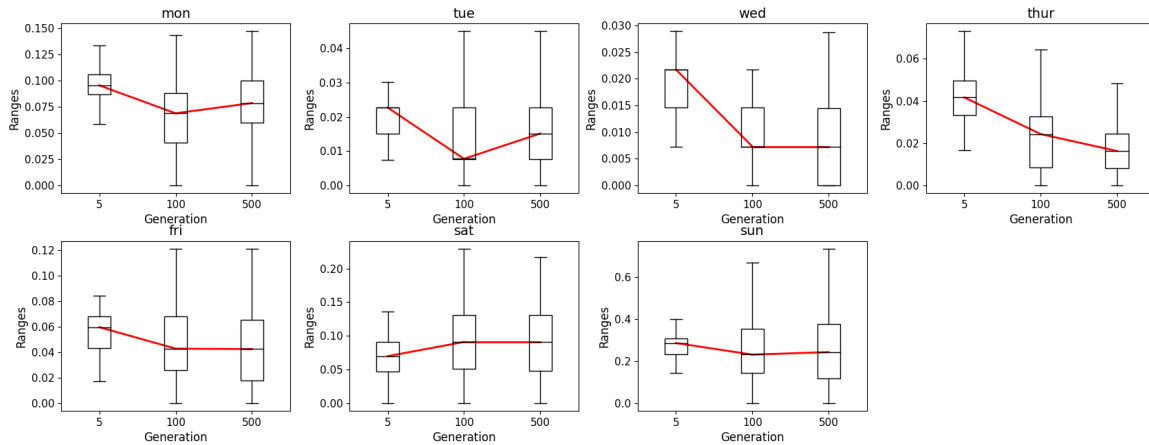 mon
0.150
0.125
0.100
0.075
0.050
0.025
0.000
Ranges
5 100 500
Generation
tue
0.04
0.03
0.02
0.01
0.00
Ranges
5 100 500
Generation
wed
0.030
0.025
0.020
0.015
0.010
0.005
0.000
Ranges
5 100 500
Generation
thur
0.06
0.04
0.02
0.00
Ranges
5 100 500
Generation
fri
0.12
0.10
0.08
0.06
0.04
0.02
0.00
Ranges
5 100 500
Generation
sat
0.20
0.15
0.10
0.05
0.00
Ranges
5 100 500
Generation
sun
0.6
0.4
0.2
0.0
Ranges
5 100 500
Generation